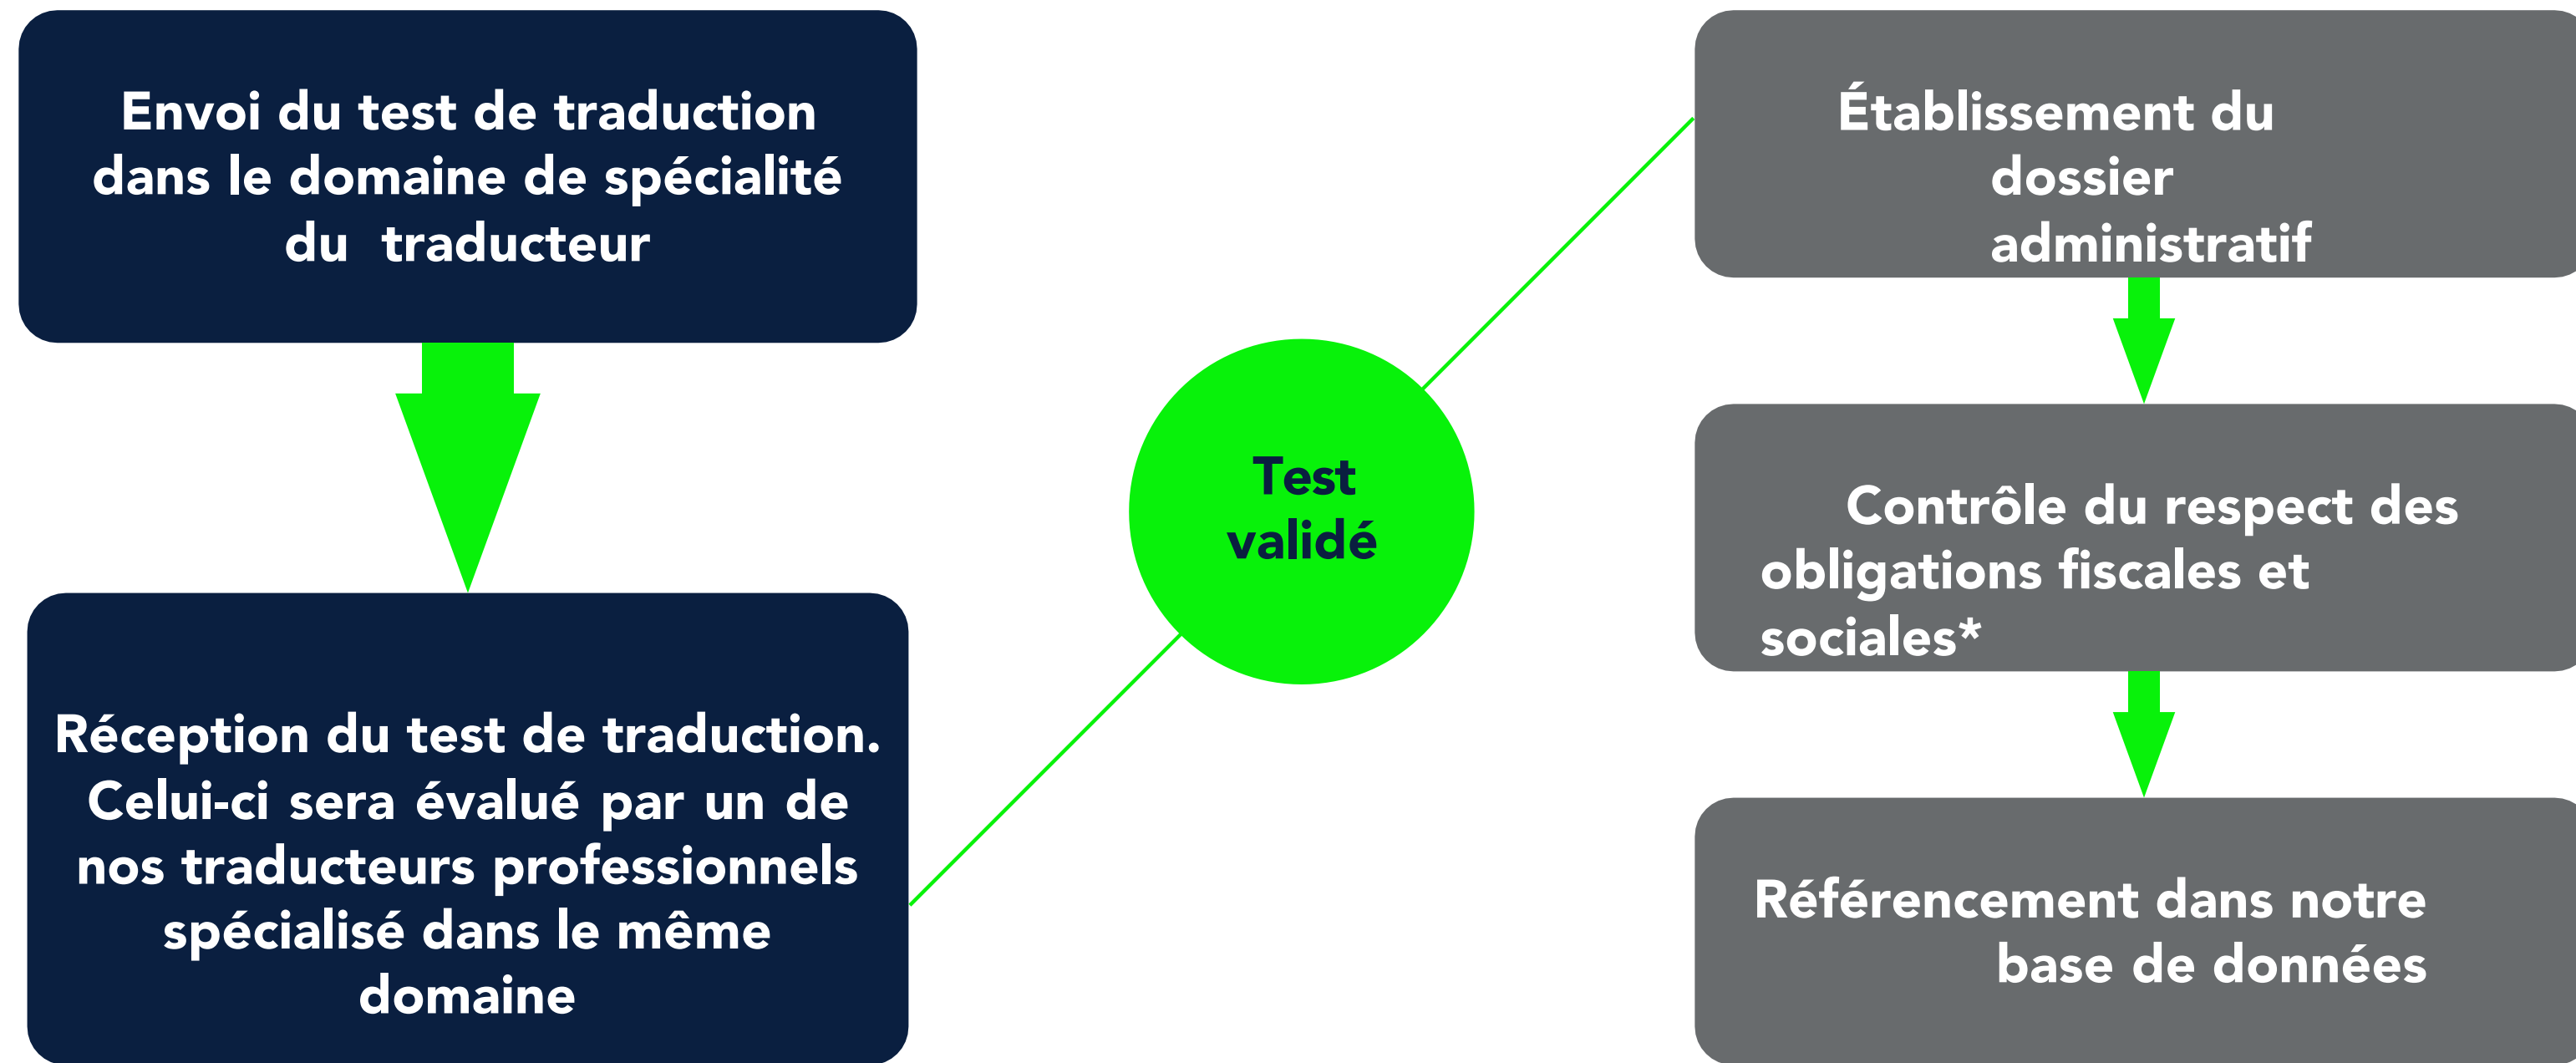 Envoi du test de traduction
dans le domaine de spécialité
du traducteur
Réception du test de traduction.
Celui-ci sera évalué par un de
nos traducteurs professionnels
spécialisé dans le même
domaine
Test
validé
Établissement du
dossier
administratif
Contrôle du respect des
obligations fiscales et
sociales*
Référencement dans notre
base de données